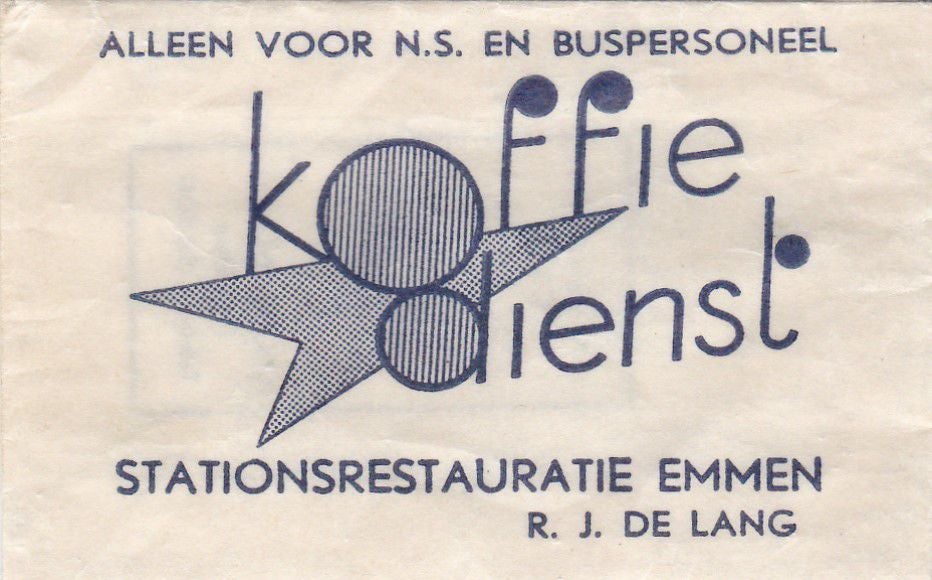 ALLEEN VOOR N.S. EN BUSPERSONEEL
koffie
dienst
STATIONSRESTAURATIE EMMEN
R. J. DE LANG